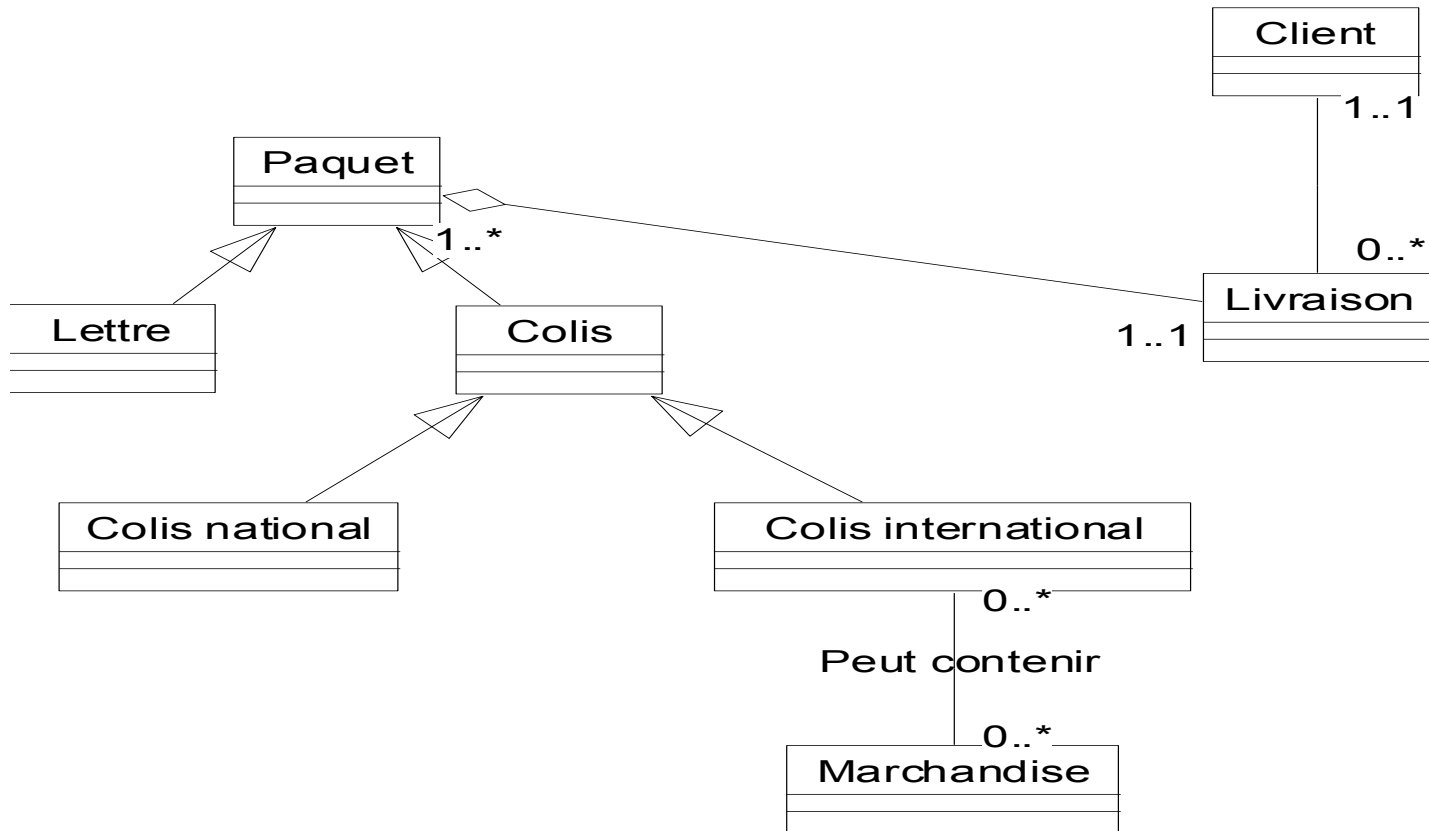 Client
1..1
Paquet
1..*
0..*
Lettre
Colis
Livraison
1..1
Colis national
Colis international
0..*
Peut contenir
0..*
Marchandise